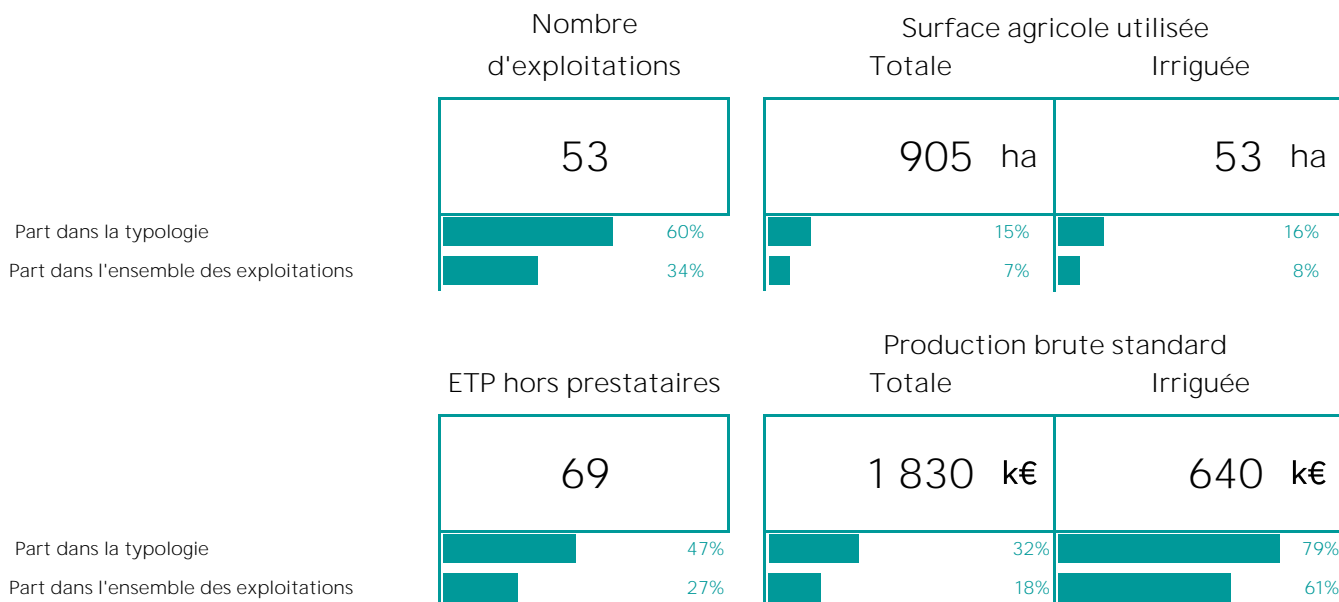 Nombre
d'exploitations
Surface agricole utilisée
Totale Irriguée
53 905 ha 53 ha
Part dans la typologie 60% 15% 16%
Part dans l'ensemble des exploitations 34% 7% 8%
Production brute standard
ETP hors prestataires Totale Irriguée
69 1 830 k€ 640 k€
Part dans la typologie 47% 32% 79%
Part dans l'ensemble des exploitations 27% 18% 61%